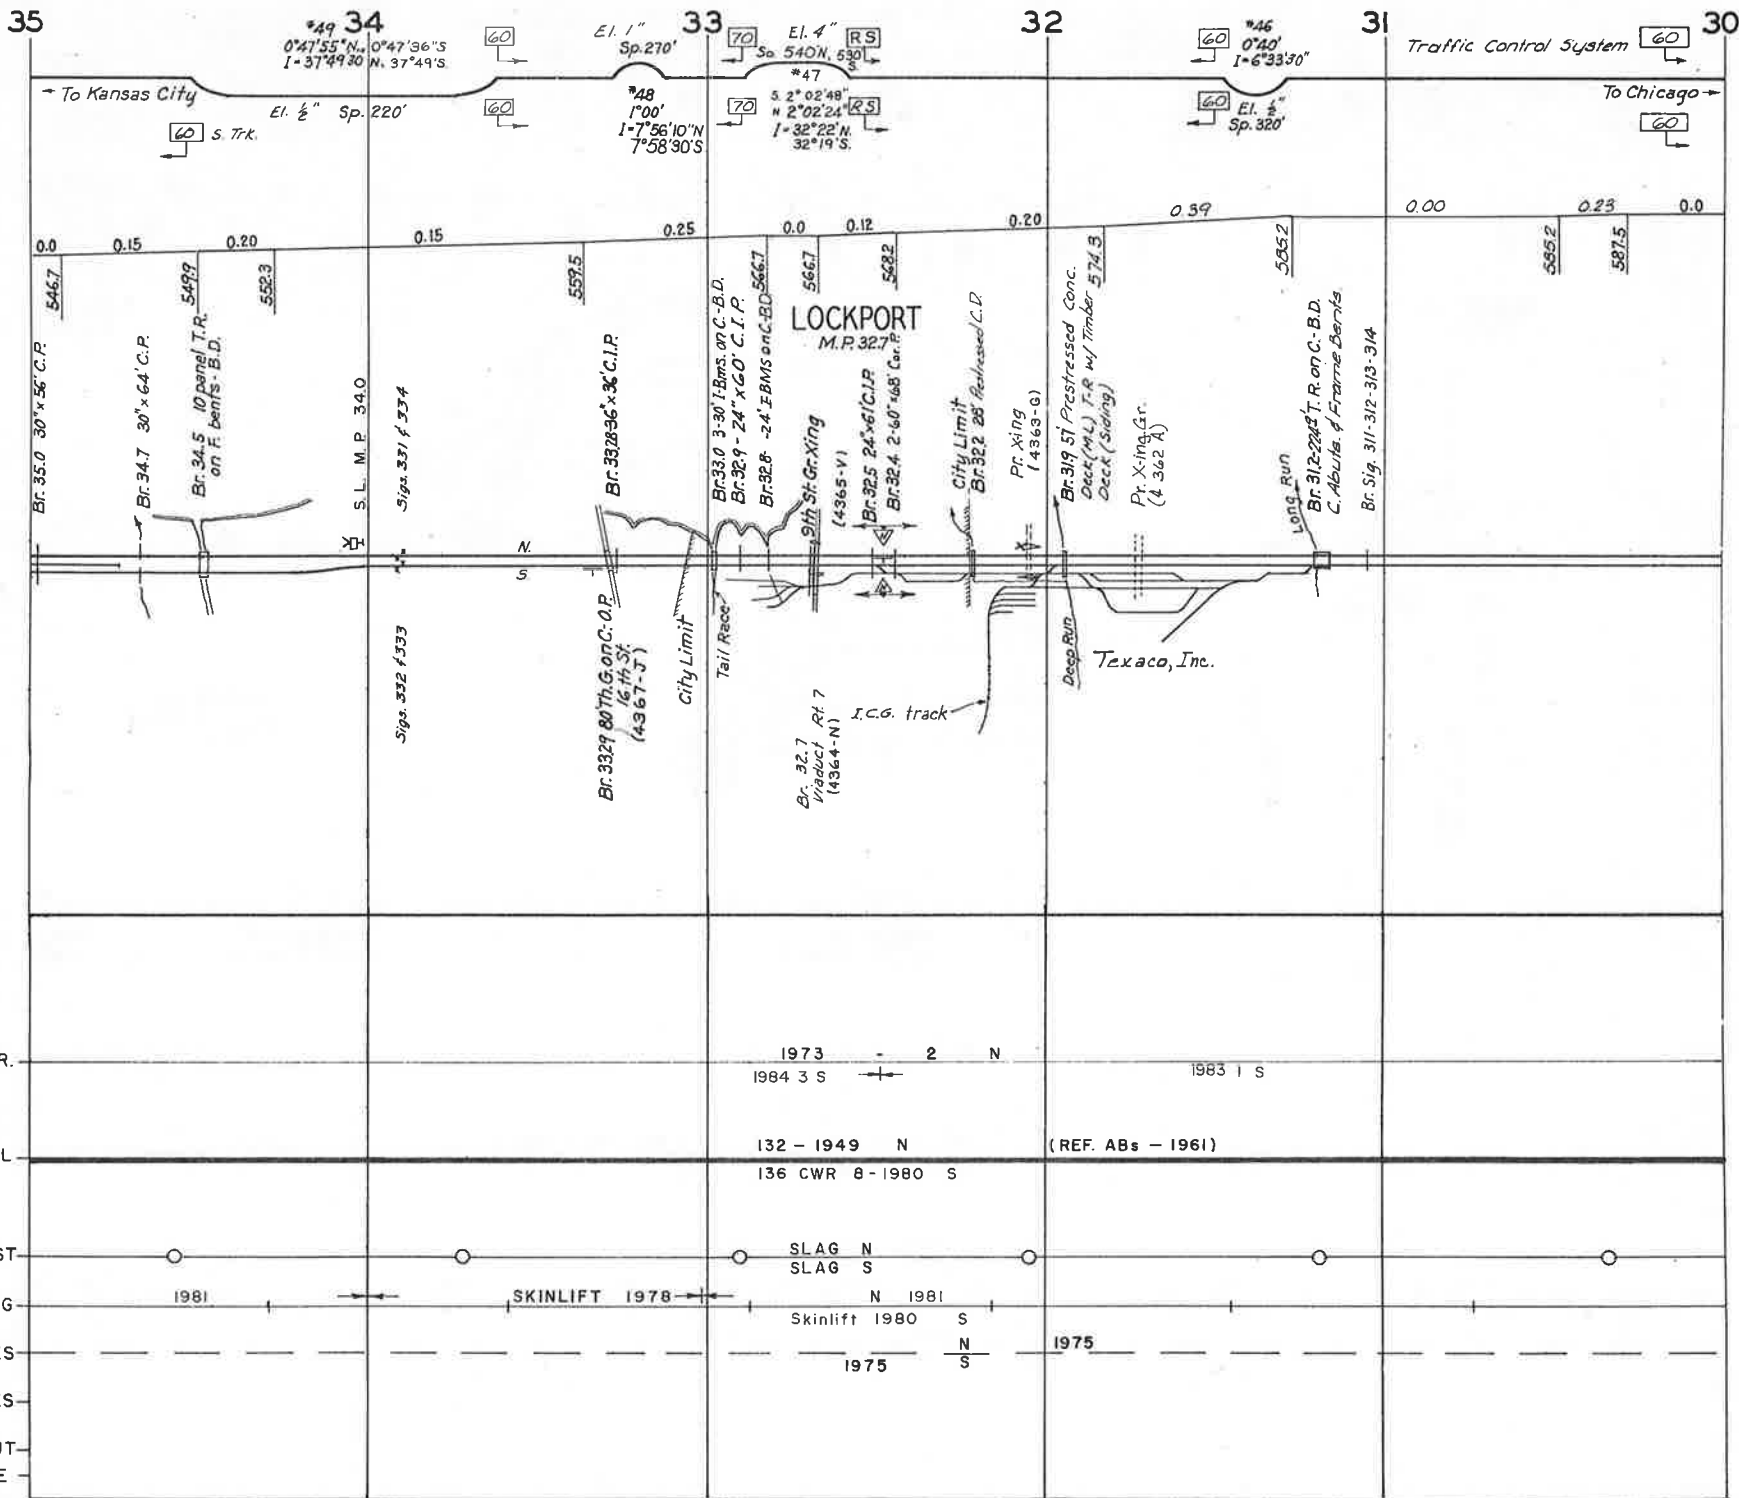 35 34 33 32 31 30
#49
0°47'55"N., 0°47'36"S
I=37°49'30 N. 37°49'S.
60
El. 1"
Sp. 270'
70
El. 4"
So. 540 N, 530
S.
RS
#47
60
#46
0°40'
I=6°33'30"
Traffic Control System
60
← To Kansas City
El. ½" Sp. 220'
60
60 S. Trk.
#48
1°00'
I=7°56'10"N
7°58'30"S
70
S. 2°02'48"
N 2°02'24"
I=32°22'N.
32°19'S.
RS
60
El. ½"
Sp. 320'
To Chicago →
60
0.0 0.15 0.20 0.15 0.25 0.0 0.12 0.20 0.39 0.00 0.23 0.0
546.7 549.9 552.3 559.5 566.7 566.7 568.2 574.3 585.2 585.2 587.5
LOCKPORT
M.P. 32.7
Br. 35.0 30"x56' C.P.
Br. 34.7 30"x64' C.P.
Br. 34.5 10 panel T.R.
on F. bents - B.D.
S. L. M. P. 34.0
Sigs. 331 & 334
Br. 33.28-36"x36' C.I.P.
Br. 33.0 3-30' I-Bms. on C.-B.D.
Br. 32.9 - 24"x60' C.I.P.
Br. 32.8 - 24' I BMS on C-BD
9th St. Gr. Xing
(4365-V)
Br. 32.5 24"x61' C.I.P.
Br. 32.4 2-60"x68' Cor. P.
City Limit
Br. 32.2 28' Prestressed C.D.
Pr. X-ing
(4363-G)
Br. 31.9 51' Prestressed Conc.
Deck (M-L) T-R w/ Timber
Deck (Siding)
Pr. X-ing Gr.
(4 362 A)
Long Run
Br. 31.2-224' T.R. on C.-B.D.
C. Abuts. & Frame Bents.
Br. Sig. 311-312-313-314
N.
S
Sigs. 332 & 333
Br. 33.29 80' Th. G. on C.-O.P.
16th St.
(4367-J)
City Limit
Tail Race
Br. 32.7
Viaduct Rt. 7
(4364-N)
I.C.G. track
Deep Run
Texaco, Inc.
R.
1973 - 2 N
1984 3 S
1983 1 S
L
132 - 1949 N (REF. ABs - 1961)
136 CWR 8 - 1980 S
ST
SLAG N
SLAG S
G
1981 SKINLIFT 1978 N 1981
Skinlift 1980 S
S
N 1975
1975 S
S
UT
E